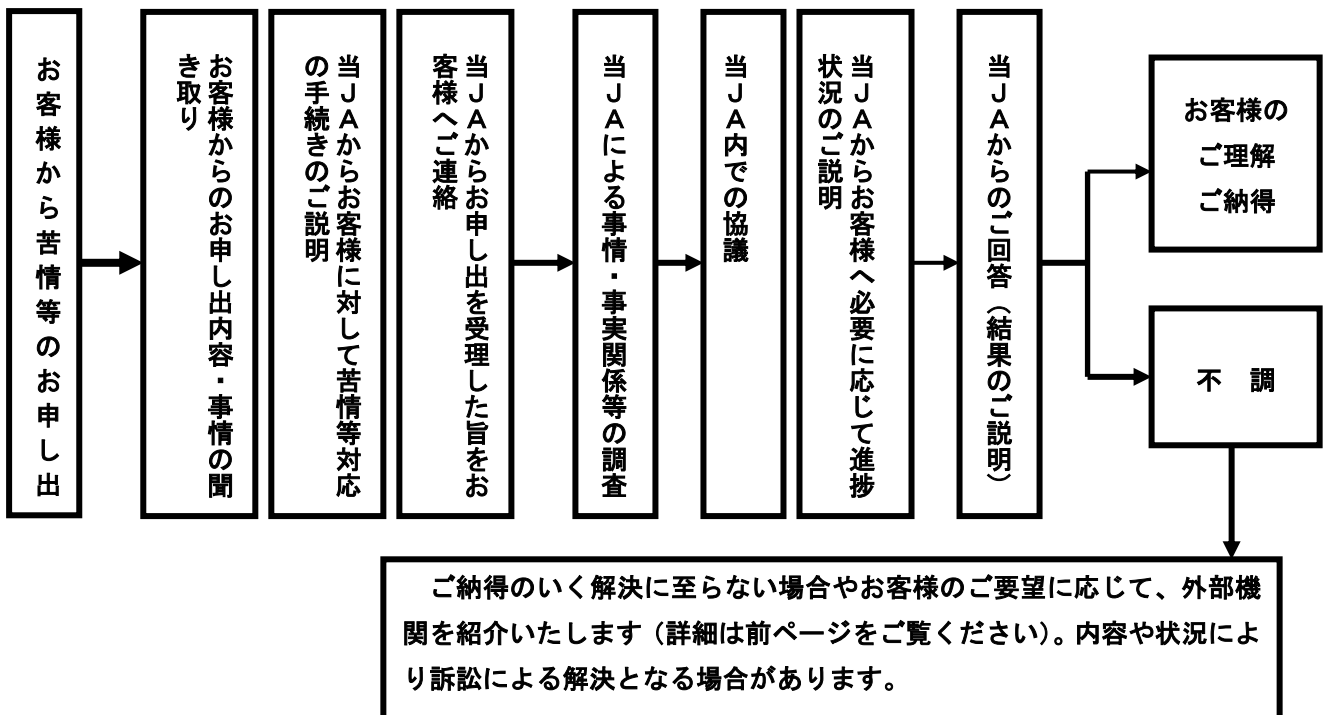 お客様から苦情等のお申し出
お客様からのお申し出内容・事情の聞
き取り
当ＪＡからお客様に対して苦情等対応
の手続きのご説明
当ＪＡからお申し出を受理した旨をお
客様へご連絡
当ＪＡによる事情・事実関係等の調査
当ＪＡ内での協議
当ＪＡからお客様へ必要に応じて進捗
状況のご説明
当ＪＡからのご回答（結果のご説明）
お客様の
ご理解
ご納得
不　調
ご納得のいく解決に至らない場合やお客様のご要望に応じて、外部機
関を紹介いたします（詳細は前ページをご覧ください）。内容や状況によ
り訴訟による解決となる場合があります。